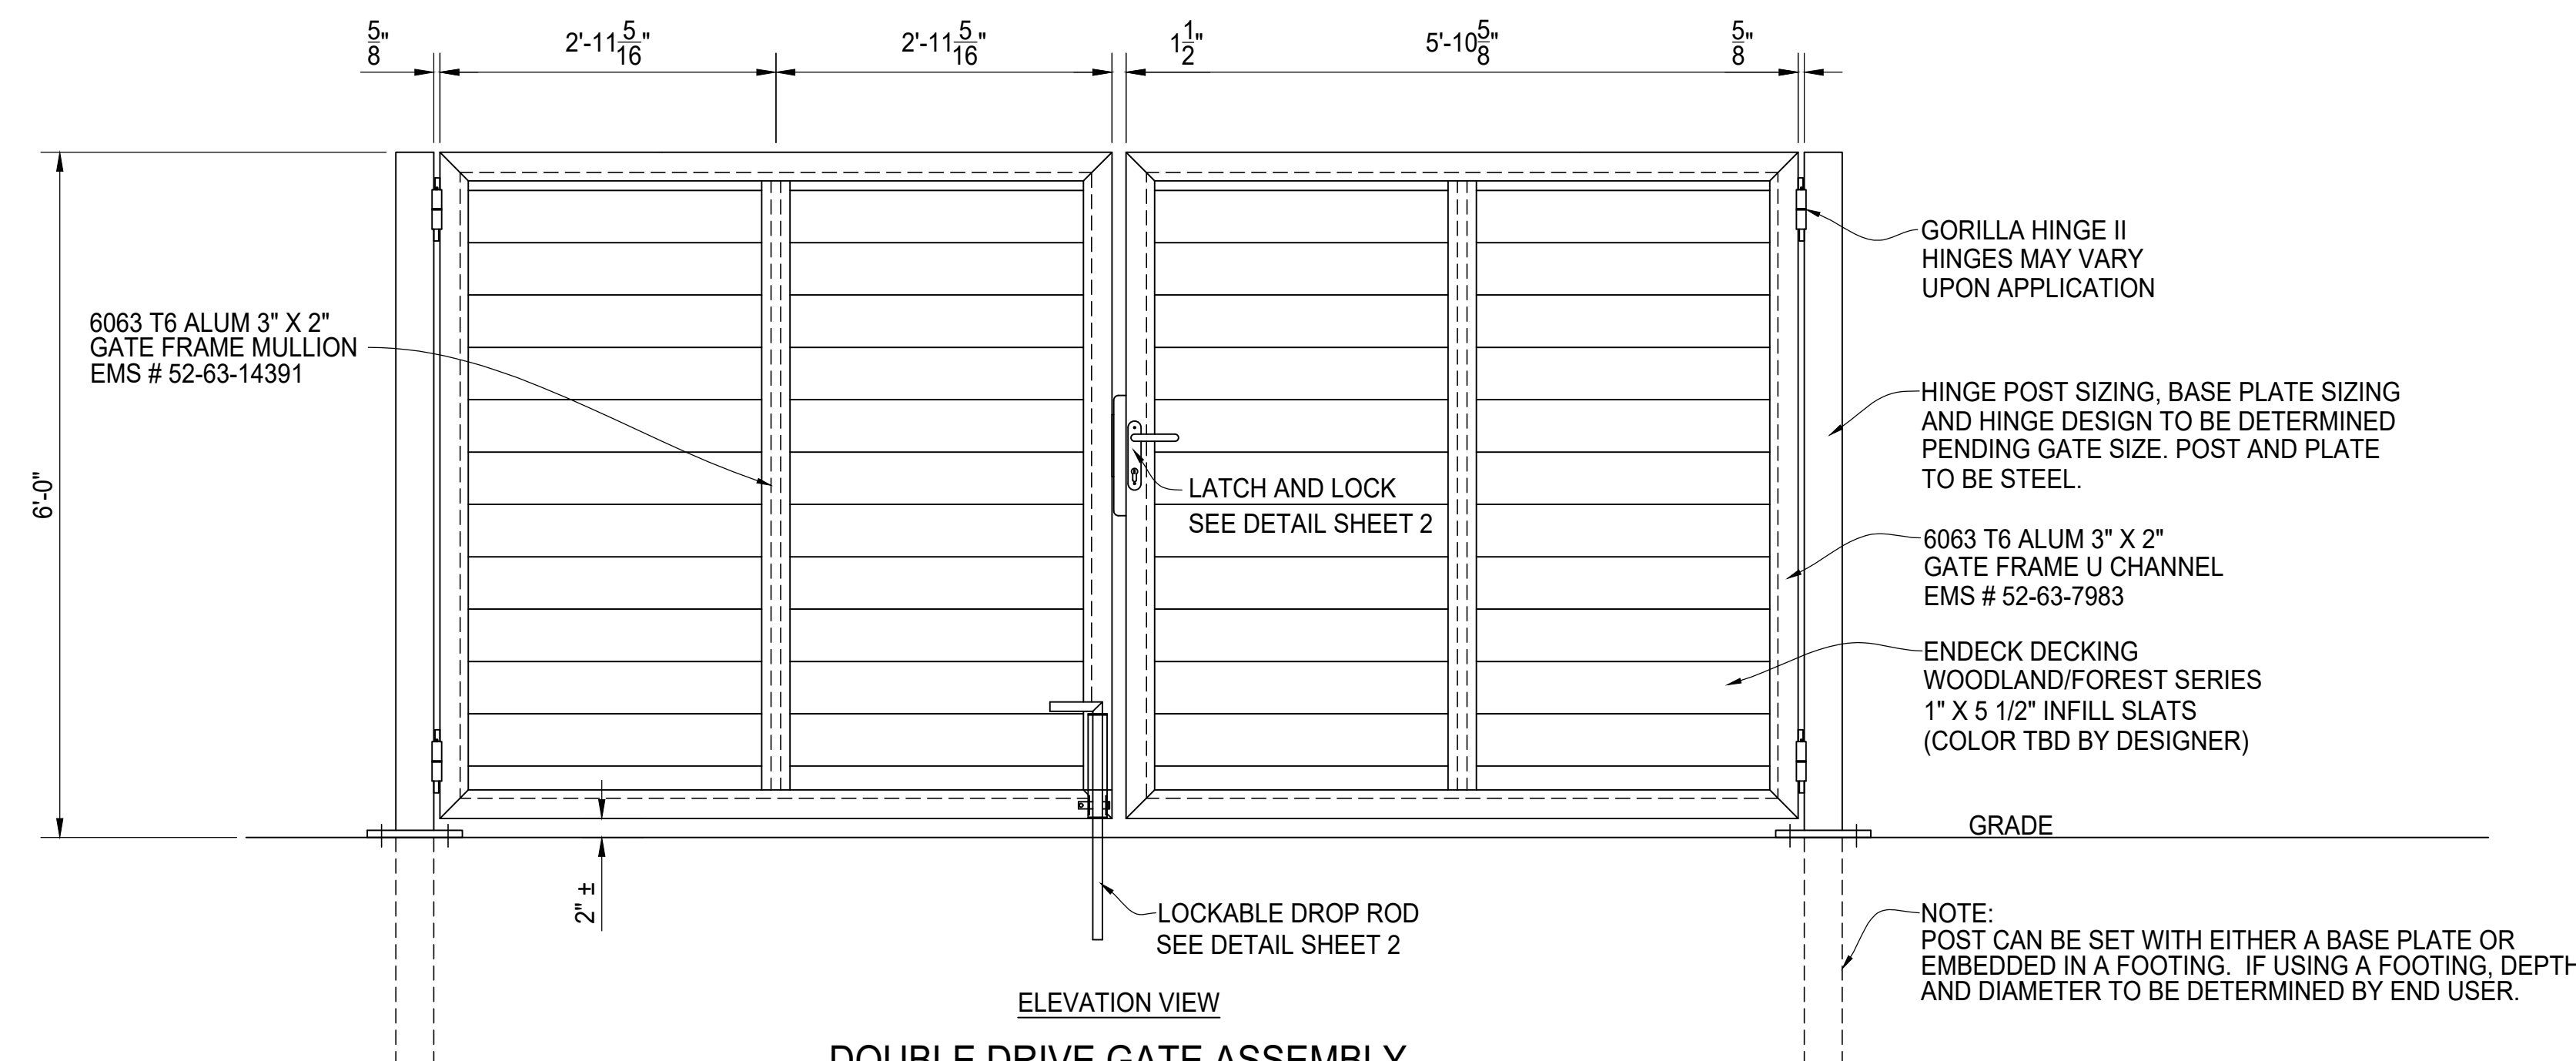 5/8" 2'-11 5/16" 2'-11 5/16" 1 1/2" 5'-10 5/8" 5/8"
6'-0"
6063 T6 ALUM 3" X 2"
GATE FRAME MULLION
EMS # 52-63-14391
GORILLA HINGE II
HINGES MAY VARY
UPON APPLICATION
HINGE POST SIZING, BASE PLATE SIZING
AND HINGE DESIGN TO BE DETERMINED
PENDING GATE SIZE. POST AND PLATE
TO BE STEEL.
LATCH AND LOCK
SEE DETAIL SHEET 2
6063 T6 ALUM 3" X 2"
GATE FRAME U CHANNEL
EMS # 52-63-7983
ENDECK DECKING
WOODLAND/FOREST SERIES
1" X 5 1/2" INFILL SLATS
(COLOR TBD BY DESIGNER)
GRADE
2" ±
LOCKABLE DROP ROD
SEE DETAIL SHEET 2
NOTE:
POST CAN BE SET WITH EITHER A BASE PLATE OR
EMBEDDED IN A FOOTING. IF USING A FOOTING, DEPTH
AND DIAMETER TO BE DETERMINED BY END USER.
ELEVATION VIEW
DOUBLE DRIVE GATE ASSEMBLY